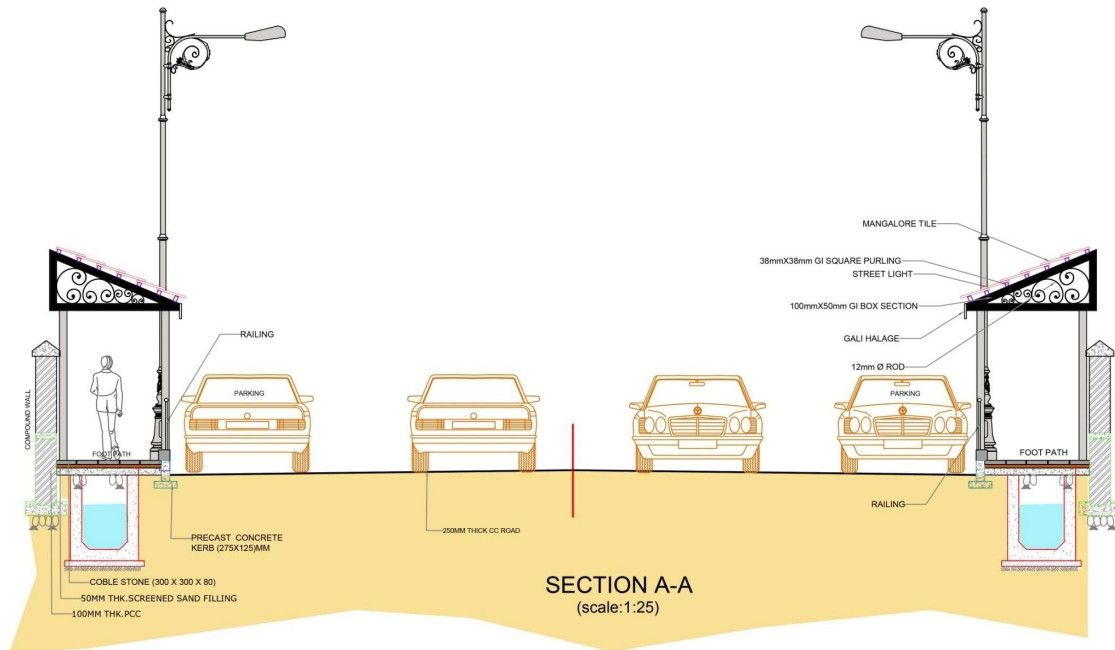 MANGALORE TILE
38mmX38mm GI SQUARE PURLING
STREET LIGHT
100mmX50mm GI BOX SECTION
GALI HALAGE
12mm Ø ROD
RAILING
COMPOUND WALL
PARKING
PARKING
FOOT PATH
FOOT PATH
RAILING
250MM THICK CC ROAD
PRECAST CONCRETE
KERB (275X125)MM
COBLE STONE (300 X 300 X 80)
50MM THK.SCREENED SAND FILLING
100MM THK.PCC
SECTION A-A
(scale:1:25)